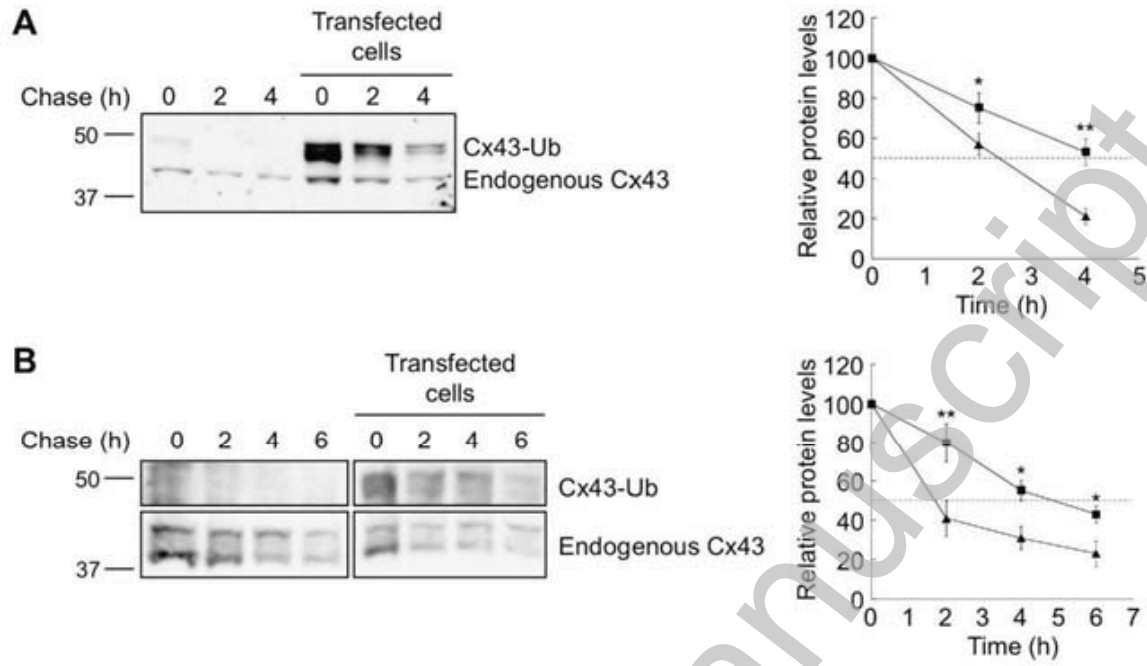 A
Transfected
cells
Chase (h) 0 2 4 0 2 4
50
Cx43-Ub
Endogenous Cx43
37
Relative protein levels
120
100
80
60
40
20
0
*
**
0 1 2 3 4 5
Time (h)
B
Transfected
cells
Chase (h) 0 2 4 6 0 2 4 6
50
Cx43-Ub
Endogenous Cx43
37
Relative protein levels
120
100
80
60
40
20
0
**
*
*
0 1 2 3 4 5 6 7
Time (h)
anuscript